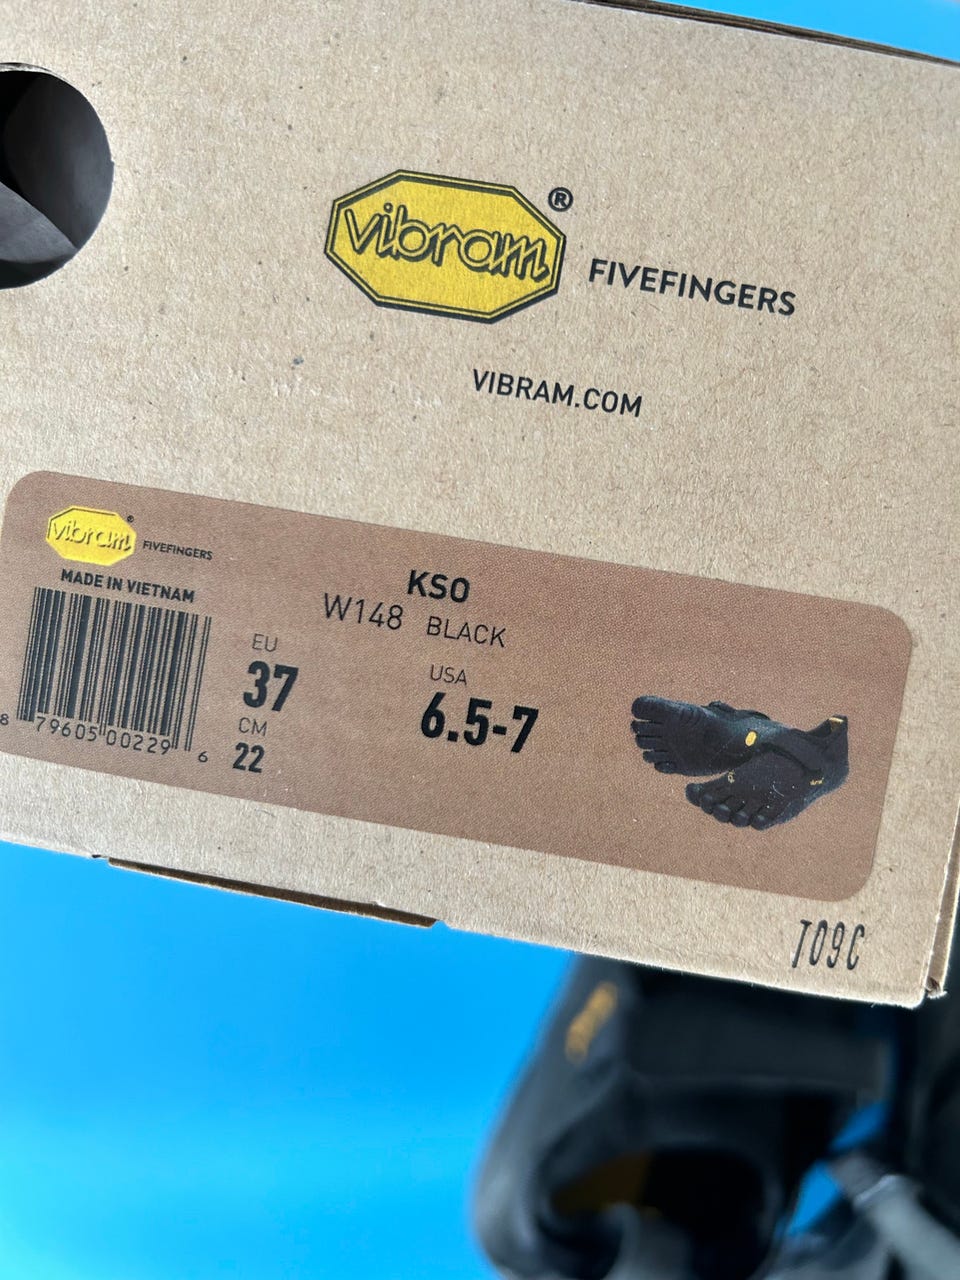 vibram®
FIVEFINGERS
VIBRAM.COM
vibram FIVEFINGERS
MADE IN VIETNAM
8 79605 00229 6
KSO
W148 BLACK
EU
37
CM
22
USA
6.5-7
T09C